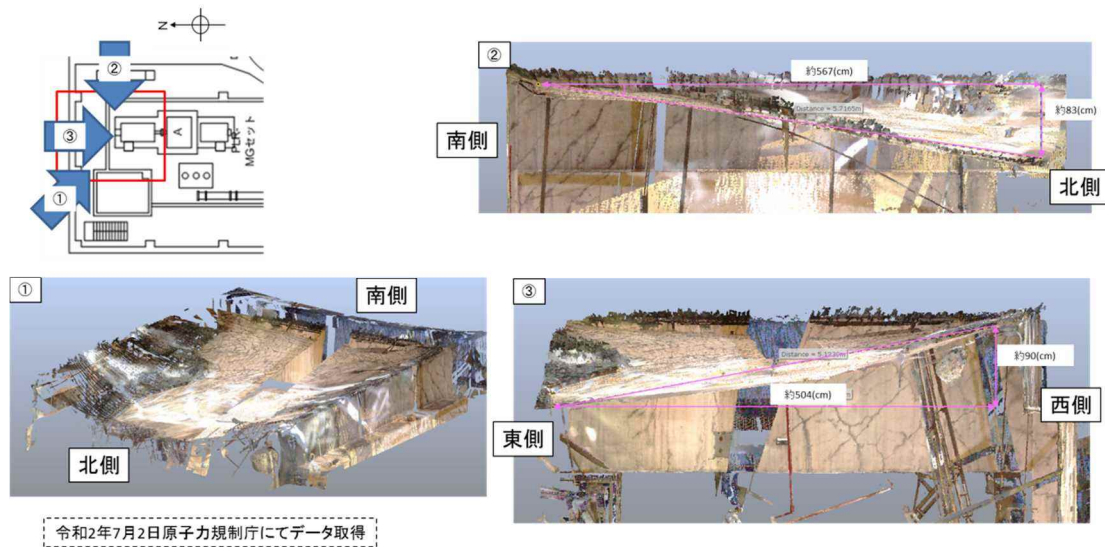 N
②
③
①
A
PLR
MGセット
②
約567(cm)
Distance = 5.7165m
約83(cm)
南側
北側
①
南側
北側
③
Distance = 5.1320m
約90(cm)
約504(cm)
東側
西側
令和2年7月2日原子力規制庁にてデータ取得